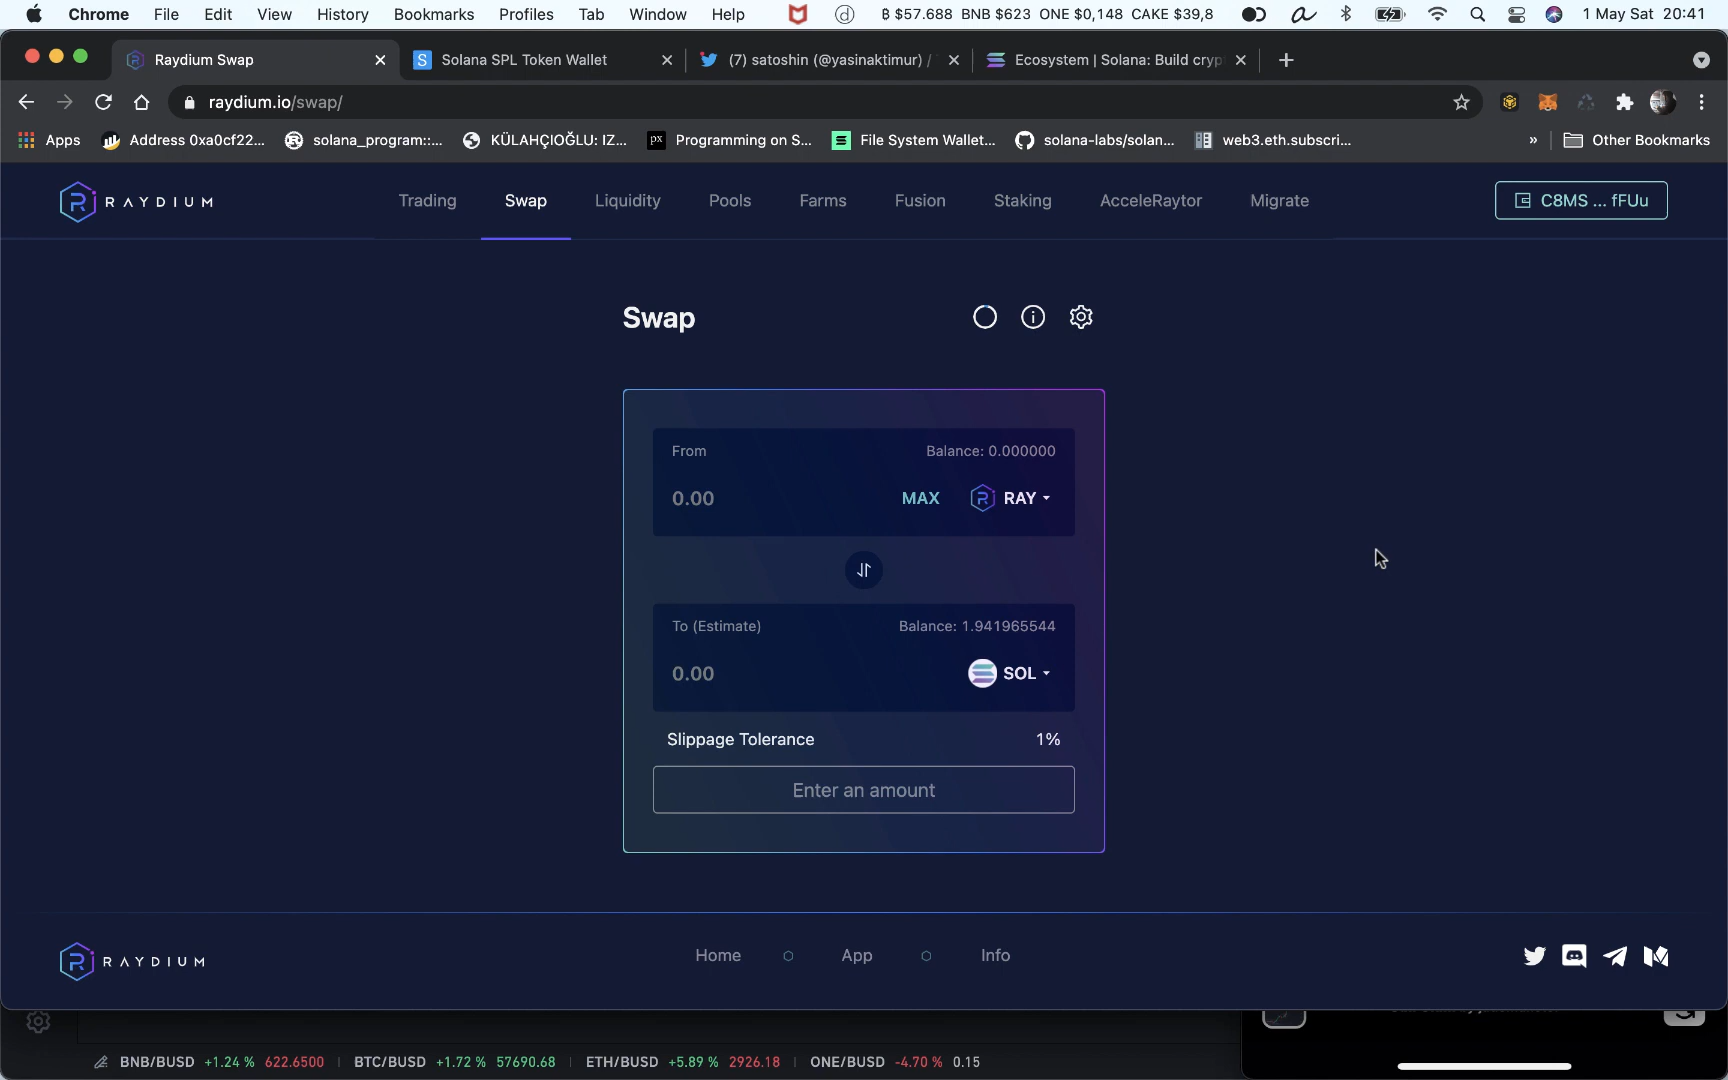 Chrome File Edit View History Bookmarks Profiles Tab Window Help ฿ $57.688 BNB $623 ONE $0,148 CAKE $39,8 1 May Sat 20:41
Raydium Swap Solana SPL Token Wallet (7) satoshin (@yasinaktimur) / Ecosystem | Solana: Build cryp
raydium.io/swap/
Apps Address 0xa0cf22... solana_program::... KÜLAHÇIOĞLU: IZ... Programming on S... File System Wallet... solana-labs/solan... web3.eth.subscri... » Other Bookmarks
RAYDIUM Trading Swap Liquidity Pools Farms Fusion Staking AcceleRaytor Migrate C8MS ... fFUu
Swap
From Balance: 0.000000
0.00 MAX RAY
To (Estimate) Balance: 1.941965544
0.00 SOL
Slippage Tolerance 1%
Enter an amount
RAYDIUM Home App Info
BNB/BUSD +1.24 % 622.6500 BTC/BUSD +1.72 % 57690.68 ETH/BUSD +5.89 % 2926.18 ONE/BUSD -4.70 % 0.15